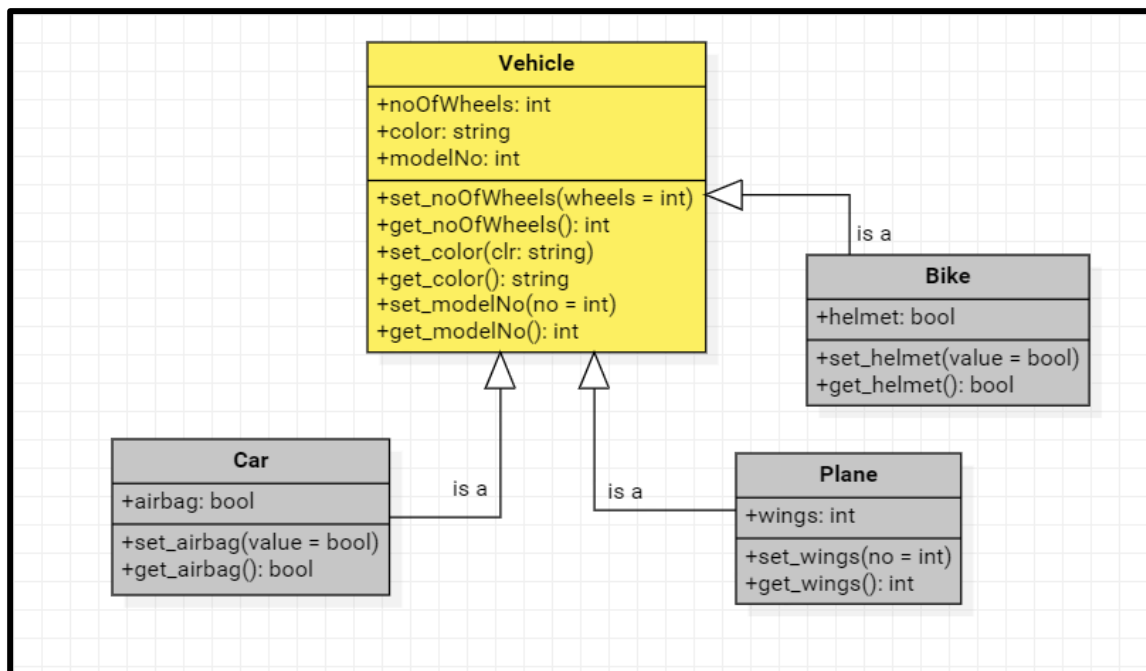 Vehicle
+noOfWheels: int
+color: string
+modelNo: int
+set_noOfWheels(wheels = int)
+get_noOfWheels(): int
+set_color(clr: string)
+get_color(): string
+set_modelNo(no = int)
+get_modelNo(): int
is a
Bike
+helmet: bool
+set_helmet(value = bool)
+get_helmet(): bool
Car
+airbag: bool
+set_airbag(value = bool)
+get_airbag(): bool
is a
is a
Plane
+wings: int
+set_wings(no = int)
+get_wings(): int